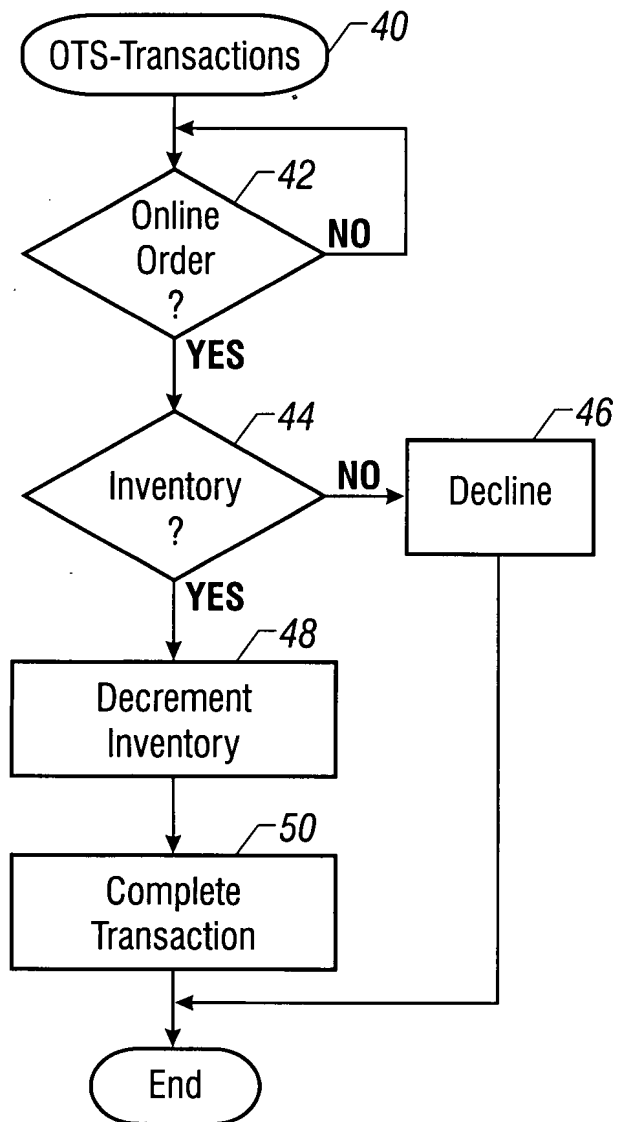 40
OTS-Transactions
42
Online
Order
?
NO
YES
44
Inventory
?
NO
46
Decline
YES
48
Decrement
Inventory
50
Complete
Transaction
End